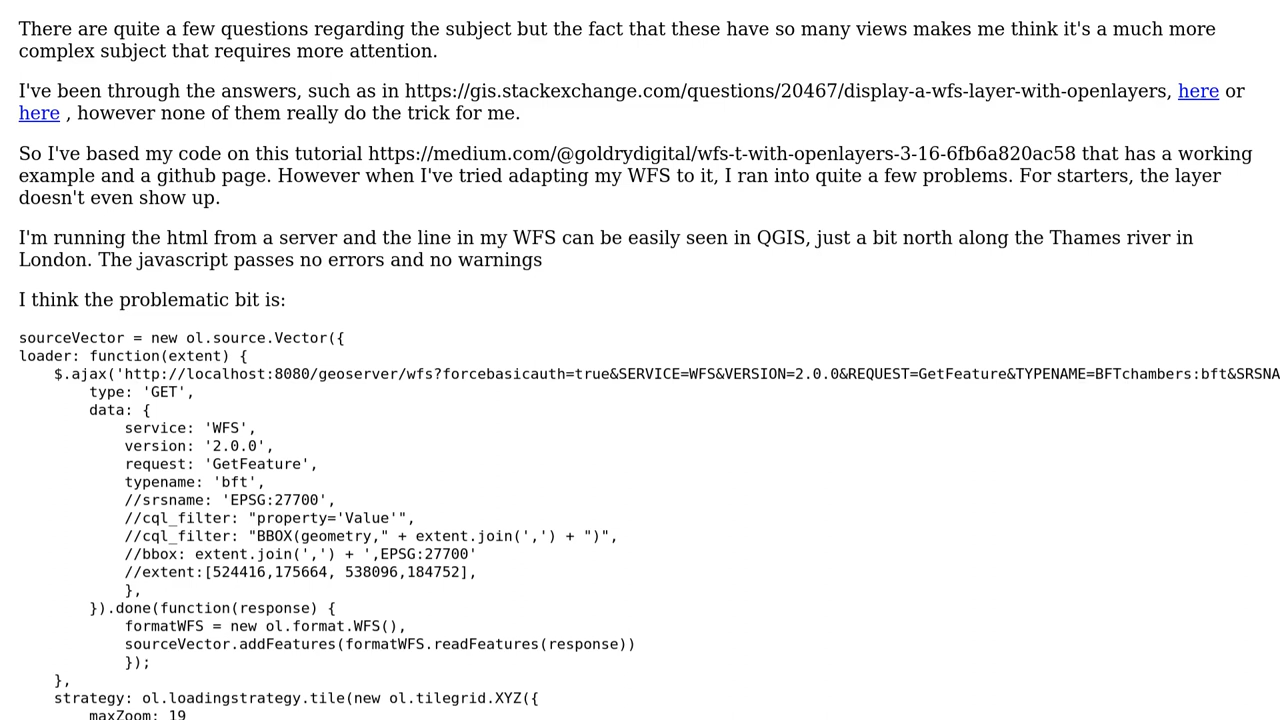 There are quite a few questions regarding the subject but the fact that these have so many views makes me think it's a much more
complex subject that requires more attention.
I've been through the answers, such as in https://gis.stackexchange.com/questions/20467/display-a-wfs-layer-with-openlayers, here or
here , however none of them really do the trick for me.
So I've based my code on this tutorial https://medium.com/@goldrydigital/wfs-t-with-openlayers-3-16-6fb6a820ac58 that has a working
example and a github page. However when I've tried adapting my WFS to it, I ran into quite a few problems. For starters, the layer
doesn't even show up.
I'm running the html from a server and the line in my WFS can be easily seen in QGIS, just a bit north along the Thames river in
London. The javascript passes no errors and no warnings
I think the problematic bit is:
sourceVector = new ol.source.Vector({
loader: function(extent) {
    $.ajax('http://localhost:8080/geoserver/wfs?forcebasicauth=true&SERVICE=WFS&VERSION=2.0.0&REQUEST=GetFeature&TYPENAME=BFTchambers:bft&SRSNA
        type: 'GET',
        data: {
            service: 'WFS',
            version: '2.0.0',
            request: 'GetFeature',
            typename: 'bft',
            //srsname: 'EPSG:27700',
            //cql_filter: "property='Value'",
            //cql_filter: "BBOX(geometry," + extent.join(',') + ")",
            //bbox: extent.join(',') + ',EPSG:27700'
            //extent:[524416,175664, 538096,184752],
            },
        }).done(function(response) {
            formatWFS = new ol.format.WFS(),
            sourceVector.addFeatures(formatWFS.readFeatures(response))
            });
    },
    strategy: ol.loadingstrategy.tile(new ol.tilegrid.XYZ({
        maxZoom: 19